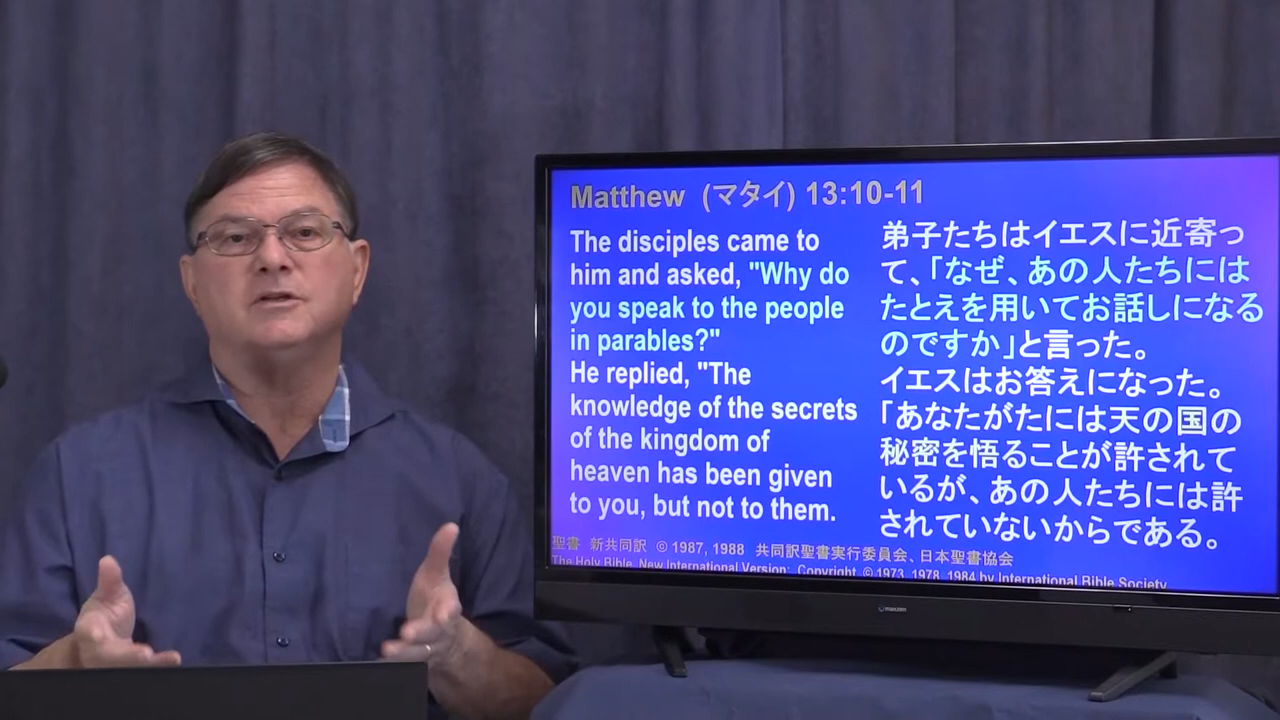 Matthew (マタイ) 13:10-11
The disciples came to
him and asked, "Why do
you speak to the people
in parables?"
He replied, "The
knowledge of the secrets
of the kingdom of
heaven has been given
to you, but not to them.
弟子たちはイエスに近寄っ
て、「なぜ、あの人たちには
たとえを用いてお話しになる
のですか」と言った。
イエスはお答えになった。
「あなたがたには天の国の
秘密を悟ることが許されて
いるが、あの人たちには許
されていないからである。
聖書 新共同訳 © 1987, 1988 共同訳聖書実行委員会、日本聖書協会
The Holy Bible, New International Version: Copyright © 1973, 1978, 1984 by International Bible Society
maxzen